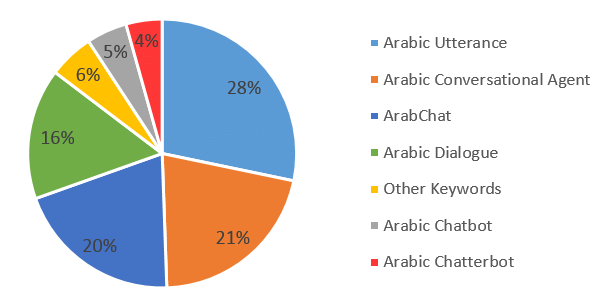 4%
5%
6%
28%
16%
21%
20%
Arabic Utterance
Arabic Conversational Agent
ArabChat
Arabic Dialogue
Other Keywords
Arabic Chatbot
Arabic Chatterbot